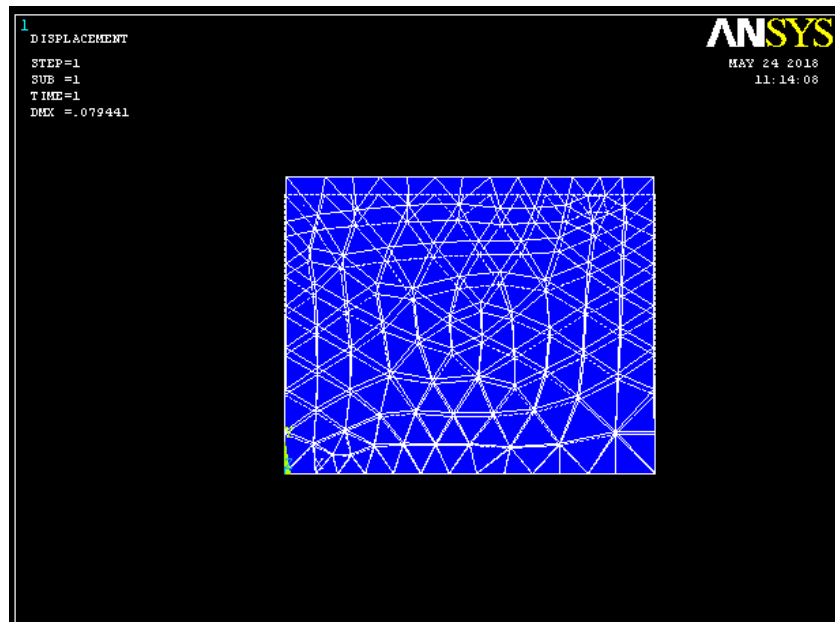 1
DISPLACEMENT
STEP=1
SUB =1
TIME=1
DMX =.079441
ANSYS
MAY 24 2018
11:14:08